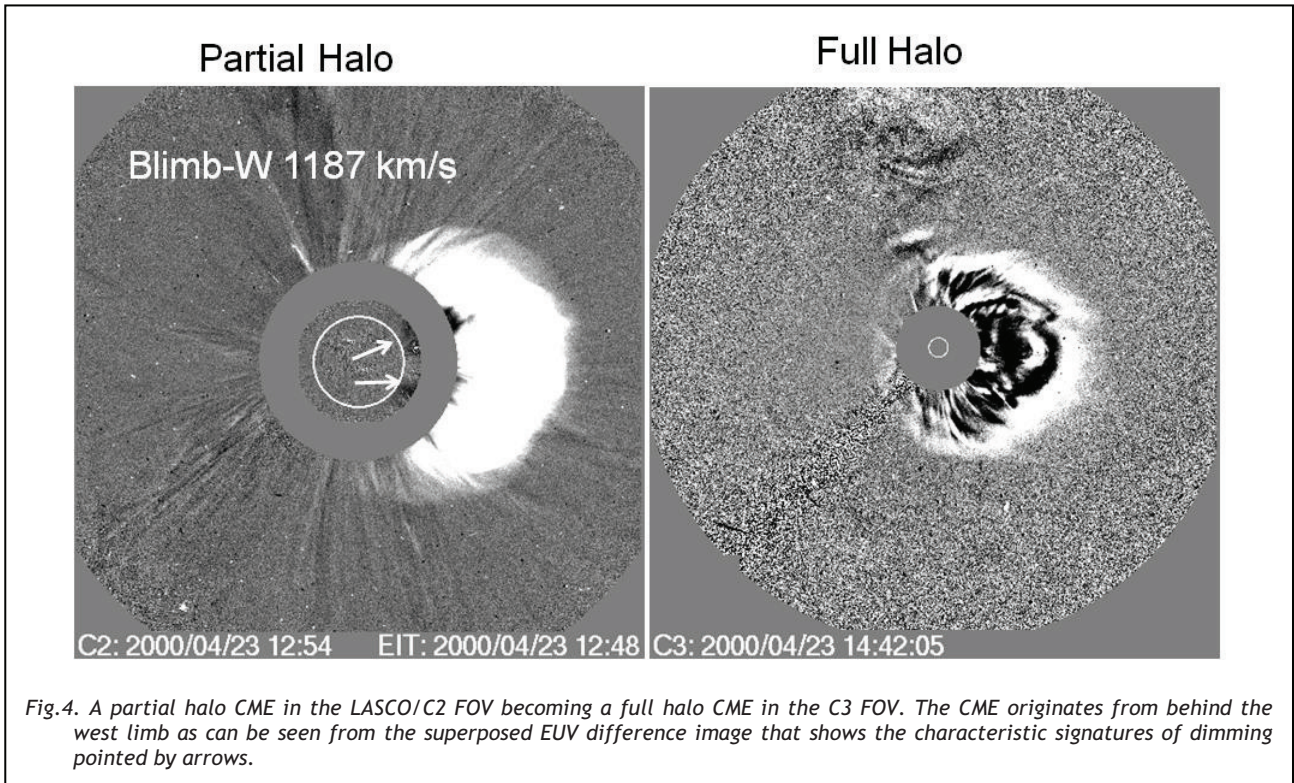 Partial Halo
Full Halo
Blimb-W 1187 km/s
C2: 2000/04/23 12:54 EIT: 2000/04/23 12:48
C3: 2000/04/23 14:42:05
Fig.4. A partial halo CME in the LASCO/C2 FOV becoming a full halo CME in the C3 FOV. The CME originates from behind the
west limb as can be seen from the superposed EUV difference image that shows the characteristic signatures of dimming
pointed by arrows.